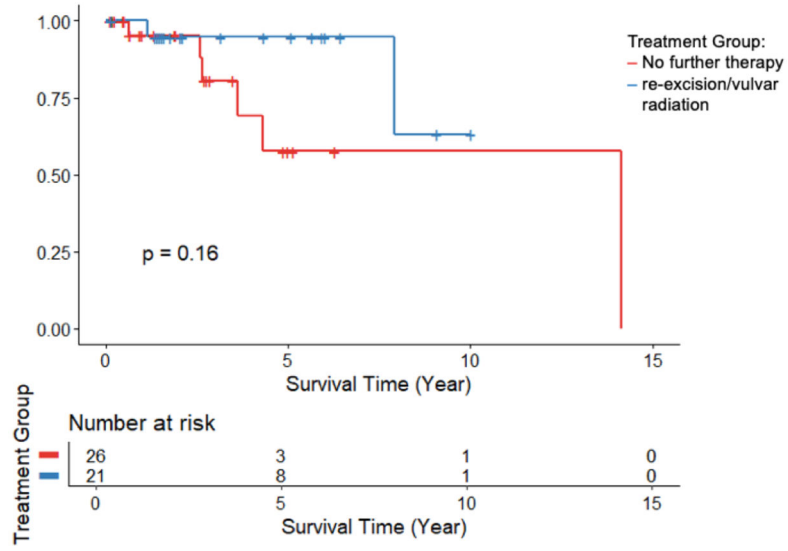 1.00
0.75
0.50
0.25
0.00
p = 0.16
0 5 10 15
Survival Time (Year)
Treatment Group:
No further therapy
re-excision/vulvar
radiation
Number at risk
Treatment Group
26 3 1 0
21 8 1 0
0 5 10 15
Survival Time (Year)